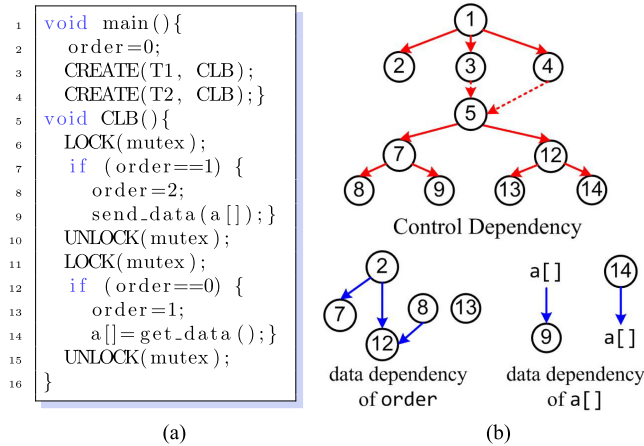 1 void main(){
2 order=0;
3 CREATE(T1, CLB);
4 CREATE(T2, CLB);}
5 void CLB(){
6 LOCK(mutex);
7 if (order==1) {
8 order=2;
9 send_data(a[]);}
10 UNLOCK(mutex);
11 LOCK(mutex);
12 if (order==0) {
13 order=1;
14 a[]=get_data();}
15 UNLOCK(mutex);
16 }
(a)
1
2 3 4
5
7 12
8 9 13 14
Control Dependency
2
7 8 13
12
data dependency
of order
a[] 14
9 a[]
data dependency
of a[]
(b)